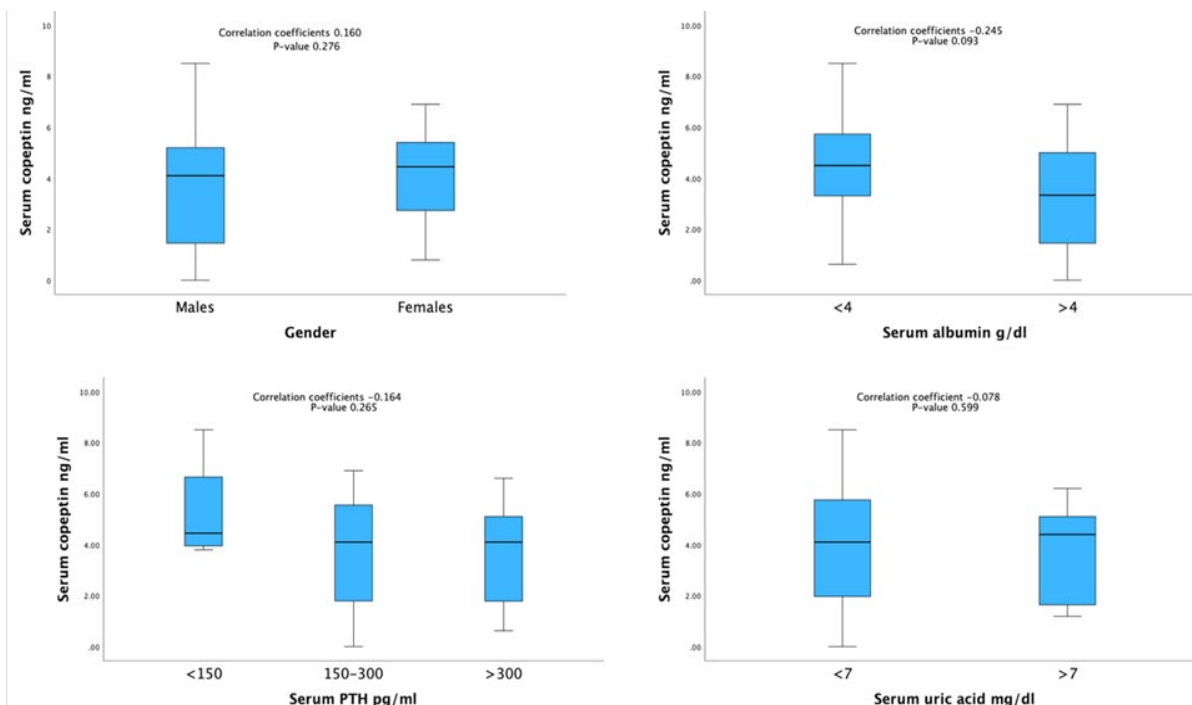 Correlation coefficients 0.160
P-value 0.276
Serum copeptin ng/ml
10
8
6
4
2
0
Males Females
Gender
Correlation coefficients -0.245
P-value 0.093
Serum copeptin ng/ml
10.00
8.00
6.00
4.00
2.00
.00
<4 >4
Serum albumin g/dl
Correlation coefficients -0.164
P-value 0.265
Serum copeptin ng/ml
10.00
8.00
6.00
4.00
2.00
.00
<150 150-300 >300
Serum PTH pg/ml
Correlation coefficient -0.078
P-value 0.599
Serum copeptin ng/ml
10.00
8.00
6.00
4.00
2.00
.00
<7 >7
Serum uric acid mg/dl